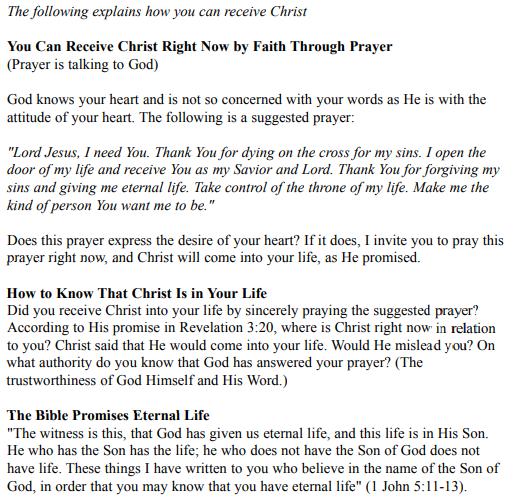 The following explains how you can receive Christ
You Can Receive Christ Right Now by Faith Through Prayer
(Prayer is talking to God)
God knows your heart and is not so concerned with your words as He is with the
attitude of your heart. The following is a suggested prayer:
"Lord Jesus, I need You. Thank You for dying on the cross for my sins. I open the
door of my life and receive You as my Savior and Lord. Thank You for forgiving my
sins and giving me eternal life. Take control of the throne of my life. Make me the
kind of person You want me to be."
Does this prayer express the desire of your heart? If it does, I invite you to pray this
prayer right now, and Christ will come into your life, as He promised.
How to Know That Christ Is in Your Life
Did you receive Christ into your life by sincerely praying the suggested prayer?
According to His promise in Revelation 3:20, where is Christ right now in relation
to you? Christ said that He would come into your life. Would He mislead you? On
what authority do you know that God has answered your prayer? (The
trustworthiness of God Himself and His Word.)
The Bible Promises Eternal Life
"The witness is this, that God has given us eternal life, and this life is in His Son.
He who has the Son has the life; he who does not have the Son of God does not
have life. These things I have written to you who believe in the name of the Son of
God, in order that you may know that you have eternal life" (1 John 5:11-13).